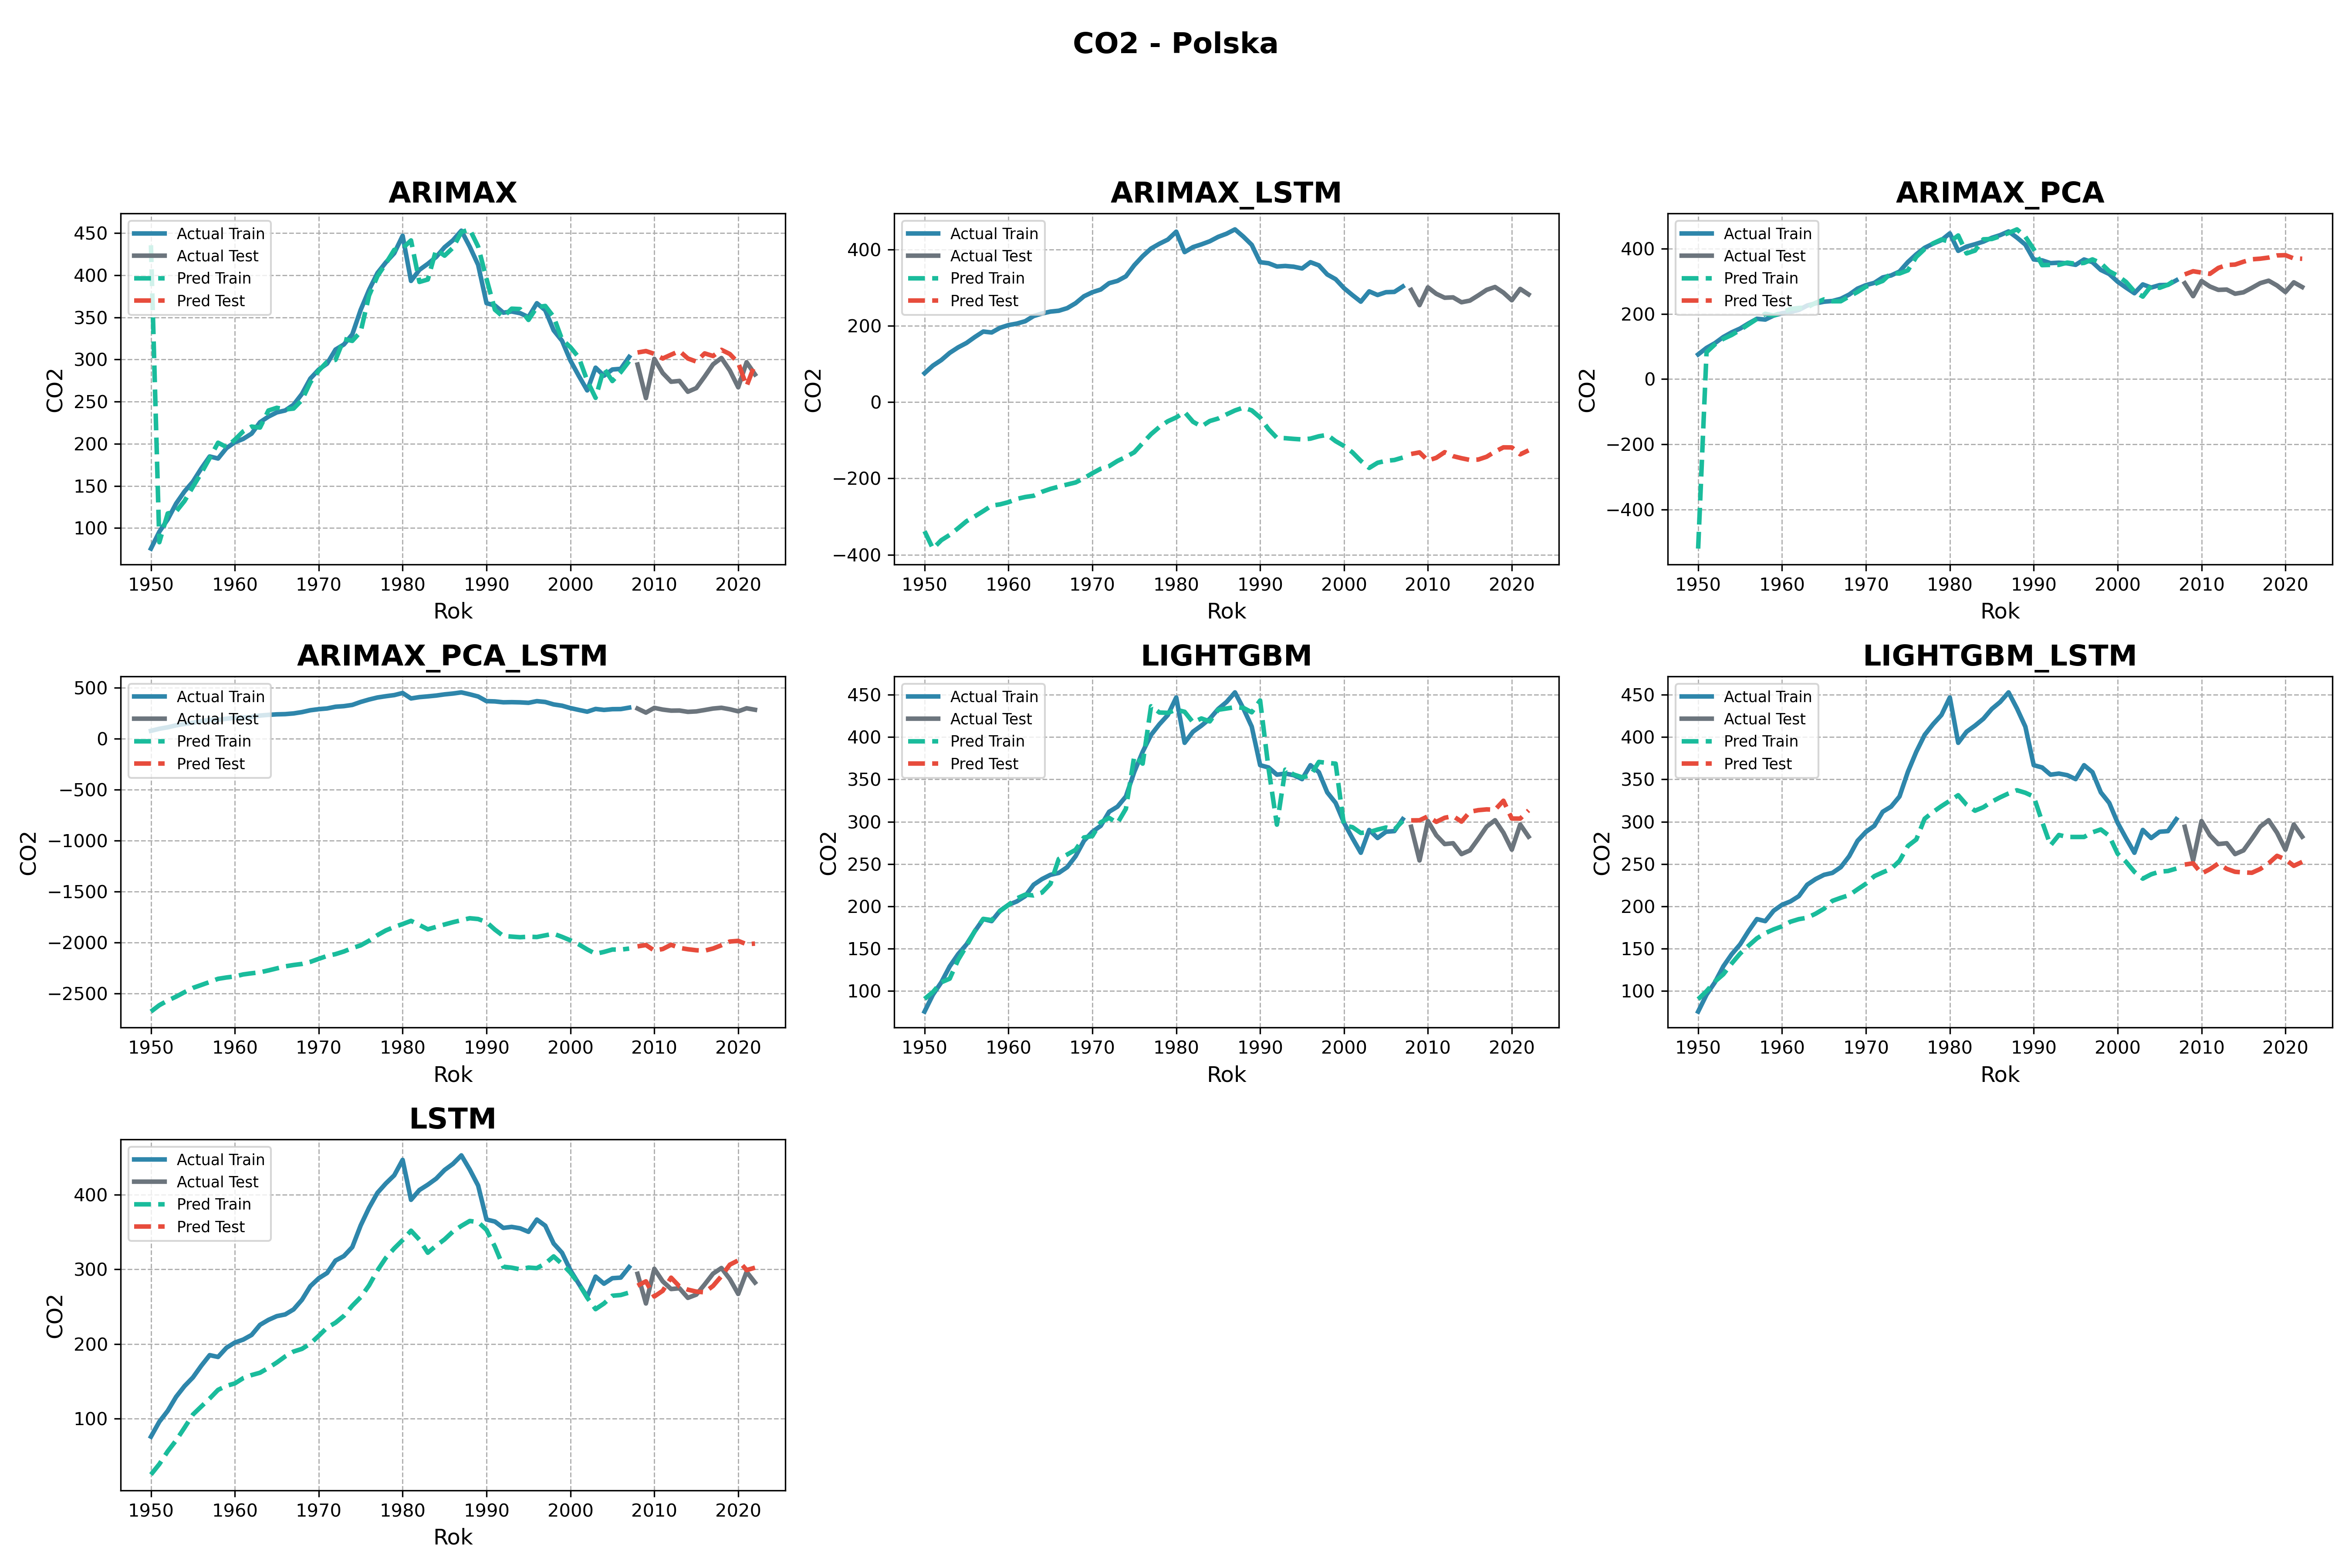 CO2 - Polska
ARIMAX
Actual Train
Actual Test
Pred Train
Pred Test
CO2
450
400
350
300
250
200
150
100
1950 1960 1970 1980 1990 2000 2010 2020
Rok
ARIMAX_LSTM
Actual Train
Actual Test
Pred Train
Pred Test
CO2
400
200
0
−200
−400
1950 1960 1970 1980 1990 2000 2010 2020
Rok
ARIMAX_PCA
Actual Train
Actual Test
Pred Train
Pred Test
CO2
400
200
0
−200
−400
1950 1960 1970 1980 1990 2000 2010 2020
Rok
ARIMAX_PCA_LSTM
Actual Train
Actual Test
Pred Train
Pred Test
CO2
500
0
−500
−1000
−1500
−2000
−2500
1950 1960 1970 1980 1990 2000 2010 2020
Rok
LIGHTGBM
Actual Train
Actual Test
Pred Train
Pred Test
CO2
450
400
350
300
250
200
150
100
1950 1960 1970 1980 1990 2000 2010 2020
Rok
LIGHTGBM_LSTM
Actual Train
Actual Test
Pred Train
Pred Test
CO2
450
400
350
300
250
200
150
100
1950 1960 1970 1980 1990 2000 2010 2020
Rok
LSTM
Actual Train
Actual Test
Pred Train
Pred Test
CO2
400
300
200
100
1950 1960 1970 1980 1990 2000 2010 2020
Rok